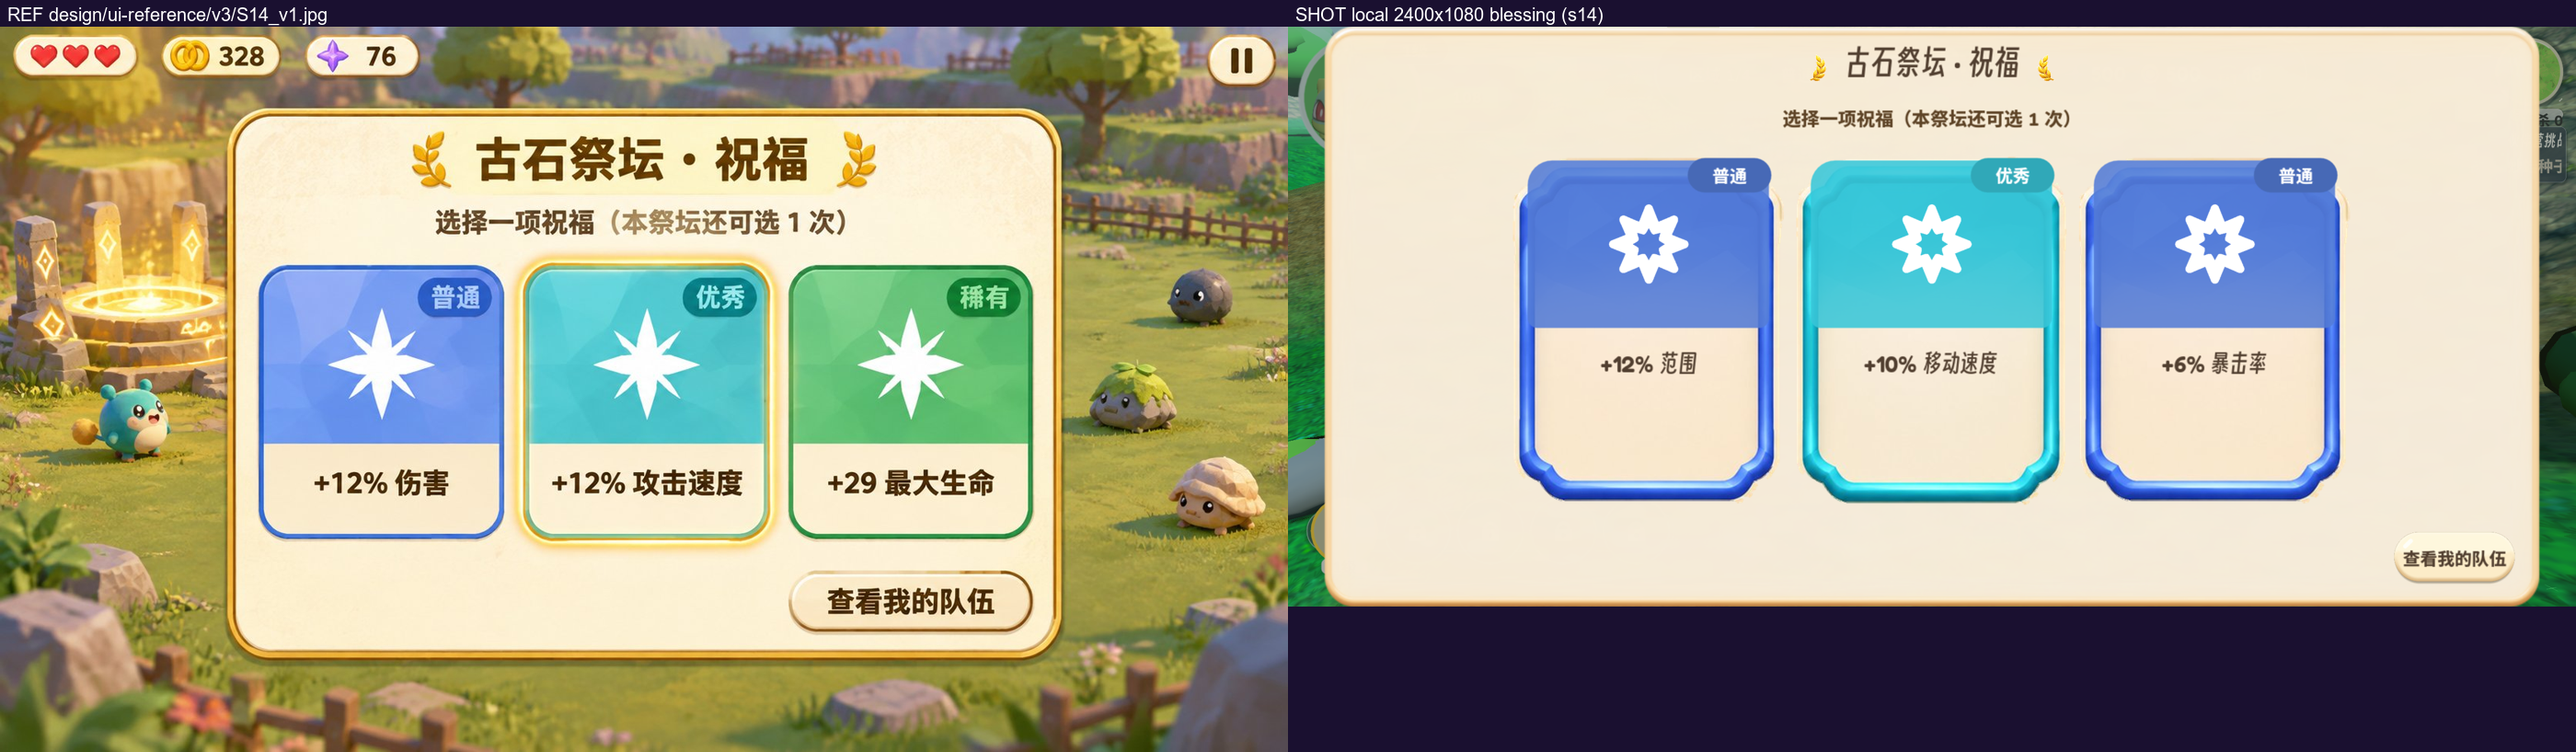 REF design/ui-reference/v3/S14_v1.jpg
328
76
古石祭坛·祝福
选择一项祝福（本祭坛还可选 1 次）
普通
优秀
稀有
+12% 伤害
+12% 攻击速度
+29 最大生命
查看我的队伍
SHOT local 2400x1080 blessing (s14)
古石祭坛·祝福
选择一项祝福（本祭坛还可选 1 次）
普通
优秀
普通
+12% 范围
+10% 移动速度
+6% 暴击率
查看我的队伍